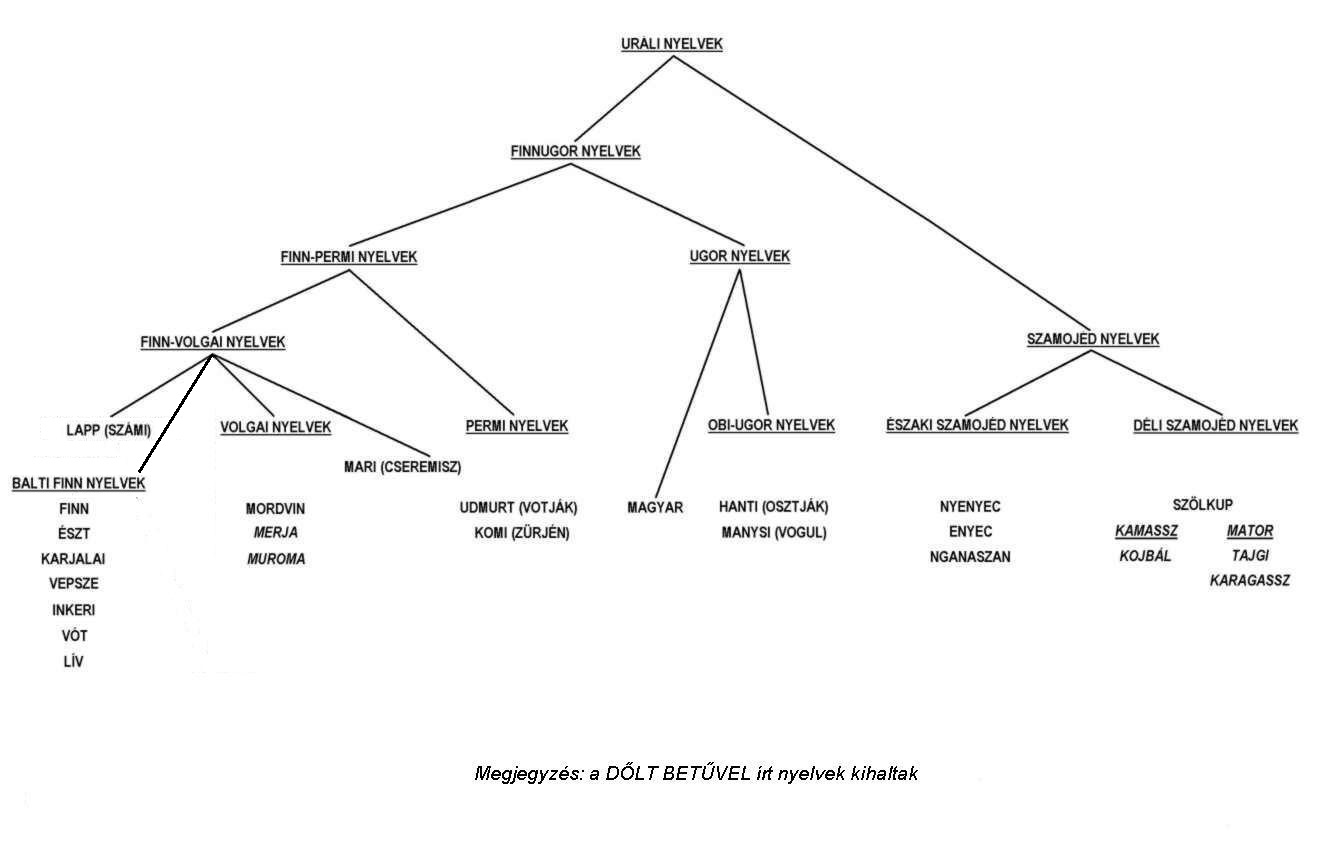 URÁLI NYELVEK
FINNUGOR NYELVEK
FINN-PERMI NYELVEK
UGOR NYELVEK
FINN-VOLGAI NYELVEK
SZAMOJÉD NYELVEK
LAPP (SZÁMI)
VOLGAI NYELVEK
PERMI NYELVEK
OBI-UGOR NYELVEK
ÉSZAKI SZAMOJÉD NYELVEK
DÉLI SZAMOJÉD NYELVEK
MARI (CSEREMISZ)
BALTI FINN NYELVEK
FINN
ÉSZT
KARJALAI
VEPSZE
INKERI
VÓT
LÍV
MORDVIN
MERJA
MUROMA
UDMURT (VOTJÁK)
KOMI (ZÜRJÉN)
MAGYAR
HANTI (OSZTJÁK)
MANYSI (VOGUL)
NYENYEC
ENYEC
NGANASZAN
SZÖLKUP
KAMASSZ
KOJBÁL
MATOR
TAJGI
KARAGASSZ
Megjegyzés: a DŐLT BETŰVEL írt nyelvek kihaltak